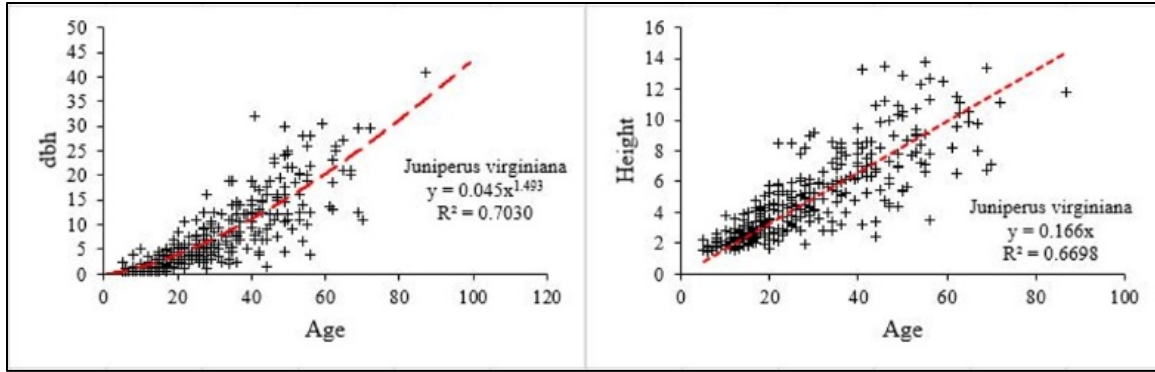 50
45
40
35
30
25
20
15
10
5
0
dbh
Juniperus virginiana
y = 0.045x^1.493
R² = 0.7030
0 20 40 60 80 100 120
Age
16
14
12
10
8
6
4
2
0
Height
Juniperus virginiana
y = 0.166x
R² = 0.6698
0 20 40 60 80 100
Age